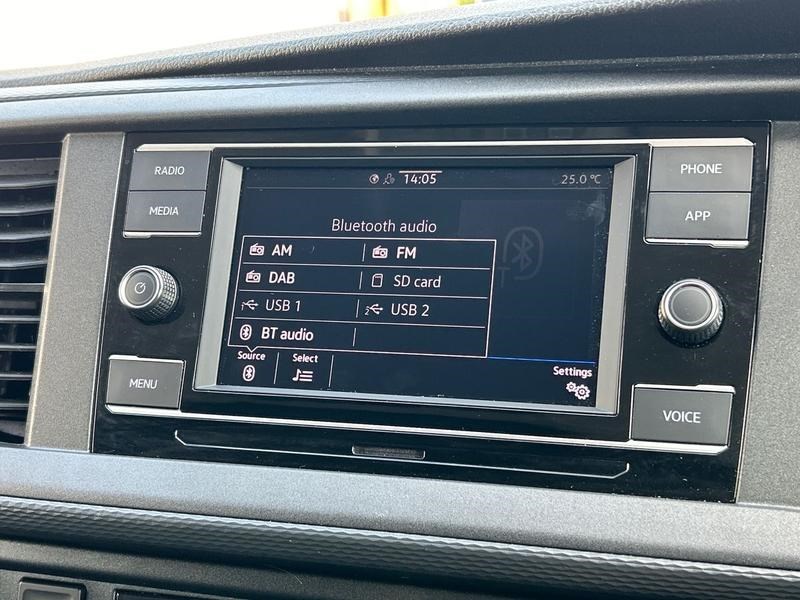 RADIO
MEDIA
MENU
14:05
25.0 °C
Bluetooth audio
AM
FM
DAB
SD card
USB 1
USB 2
BT audio
Source
Select
Settings
PHONE
APP
VOICE